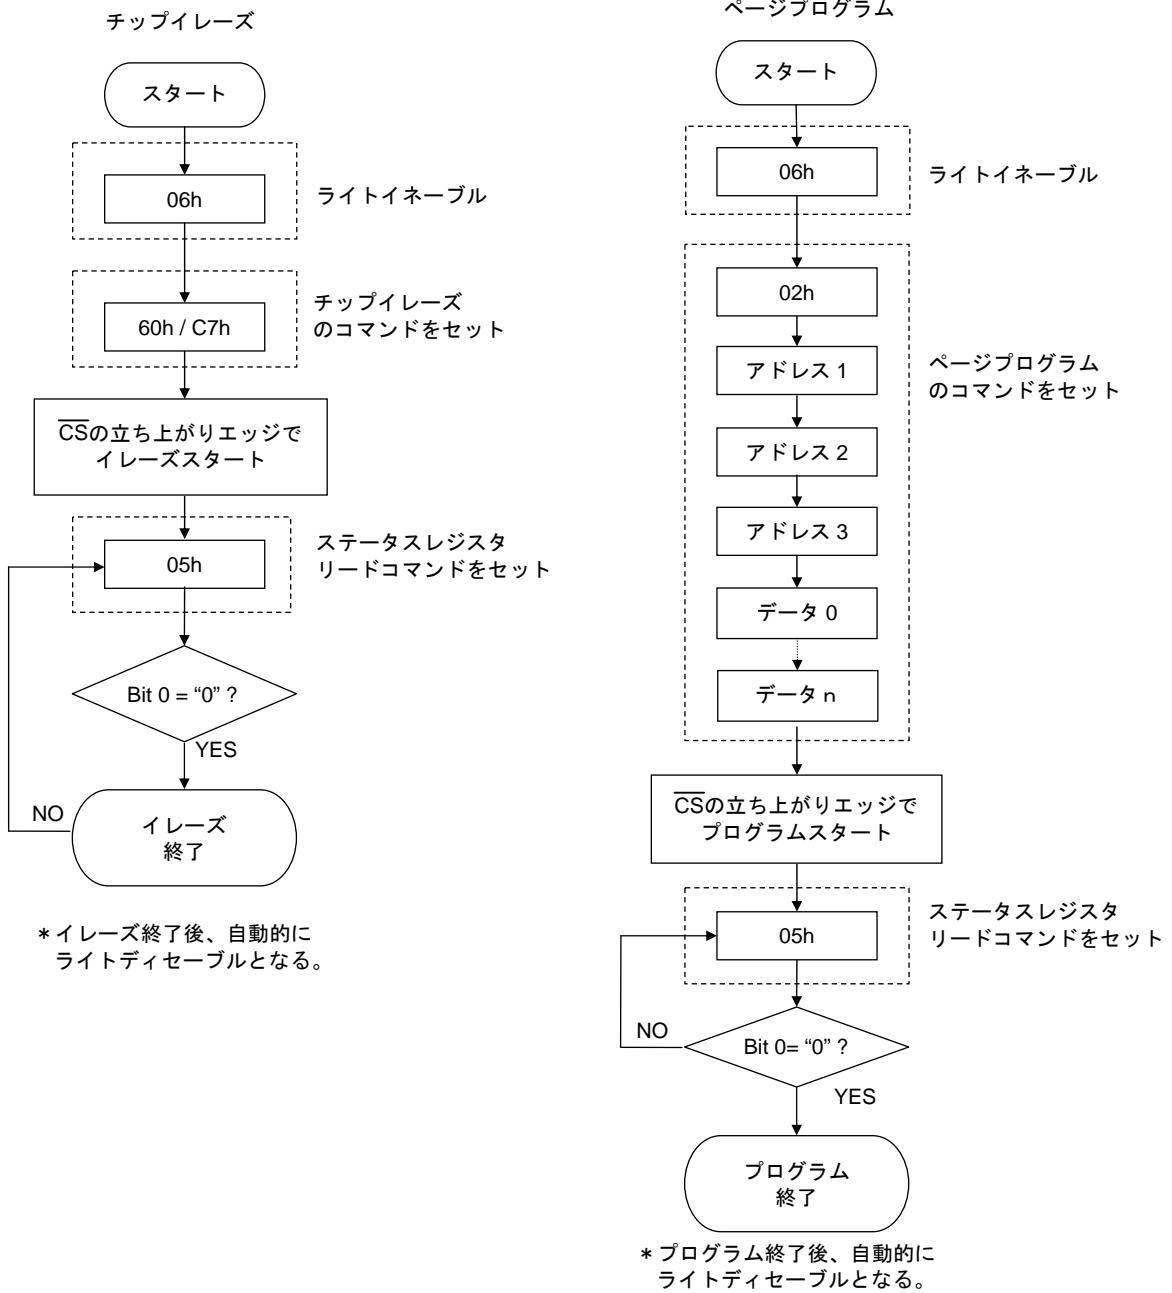 チップイレーズ
スタート
06h
ライトイネーブル
60h / C7h
チップイレーズ
のコマンドをセット
CSの立ち上がりエッジで
イレーズスタート
05h
ステータスレジスタ
リードコマンドをセット
Bit 0 = “0” ?
YES
NO
イレーズ
終了
* イレーズ終了後、自動的に
ライトディセーブルとなる。
ページプログラム
スタート
06h
ライトイネーブル
02h
アドレス 1
ページプログラム
のコマンドをセット
アドレス 2
アドレス 3
データ 0
データ n
CSの立ち上がりエッジで
プログラムスタート
05h
ステータスレジスタ
リードコマンドをセット
NO
Bit 0= “0” ?
YES
プログラム
終了
* プログラム終了後、自動的に
ライトディセーブルとなる。